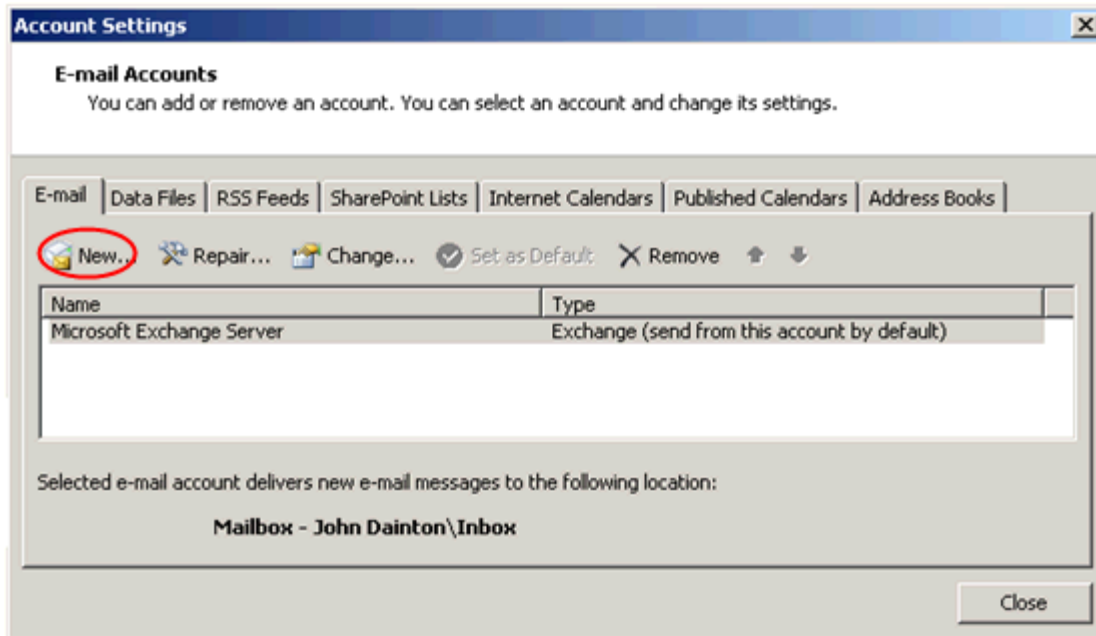 Account Settings
E-mail Accounts
You can add or remove an account. You can select an account and change its settings.
E-mail Data Files RSS Feeds SharePoint Lists Internet Calendars Published Calendars Address Books
New... Repair... Change... Set as Default Remove
Name Type
Microsoft Exchange Server Exchange (send from this account by default)
Selected e-mail account delivers new e-mail messages to the following location:
Mailbox - John Dainton\Inbox
Close